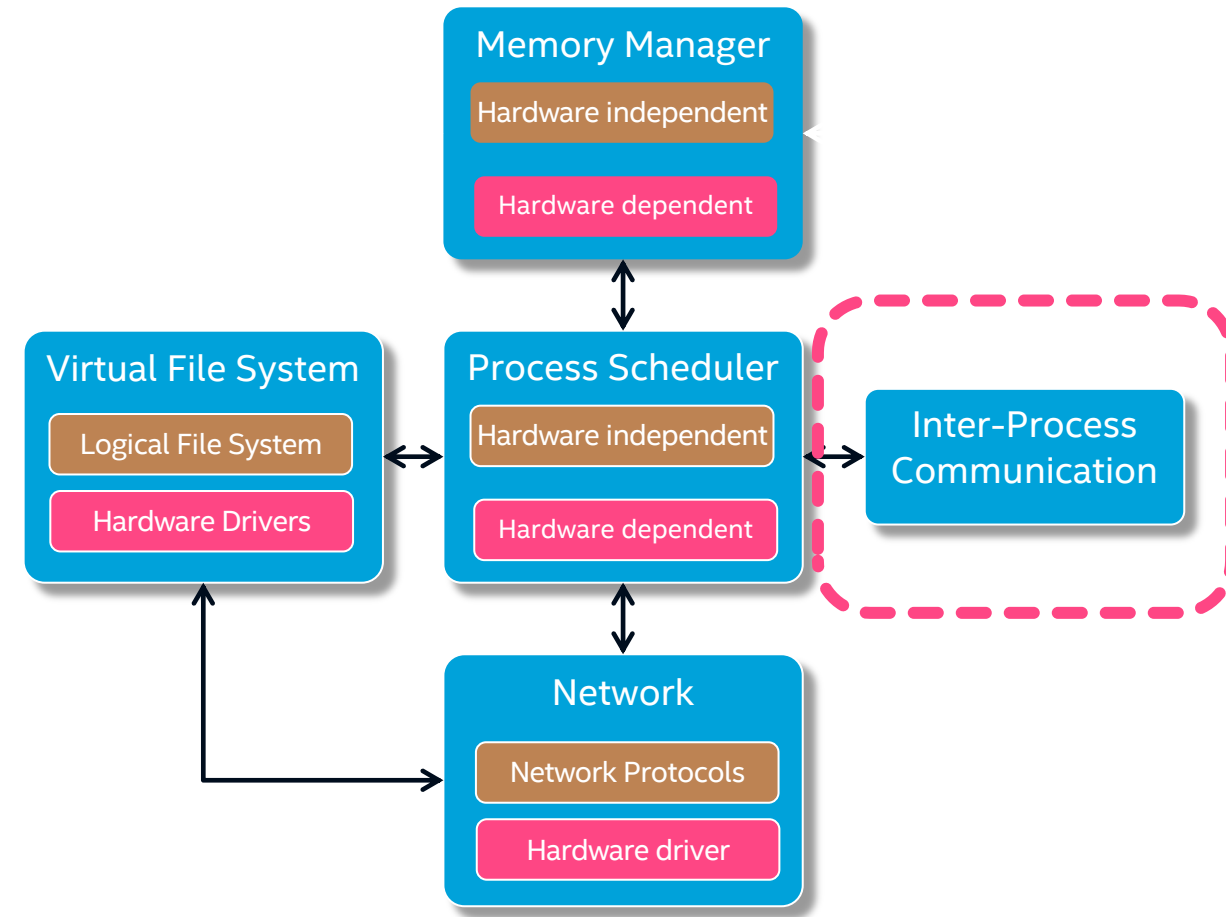 Memory Manager
Hardware independent
Hardware dependent
Virtual File System
Logical File System
Hardware Drivers
Process Scheduler
Hardware independent
Hardware dependent
Inter-Process
Communication
Network
Network Protocols
Hardware driver